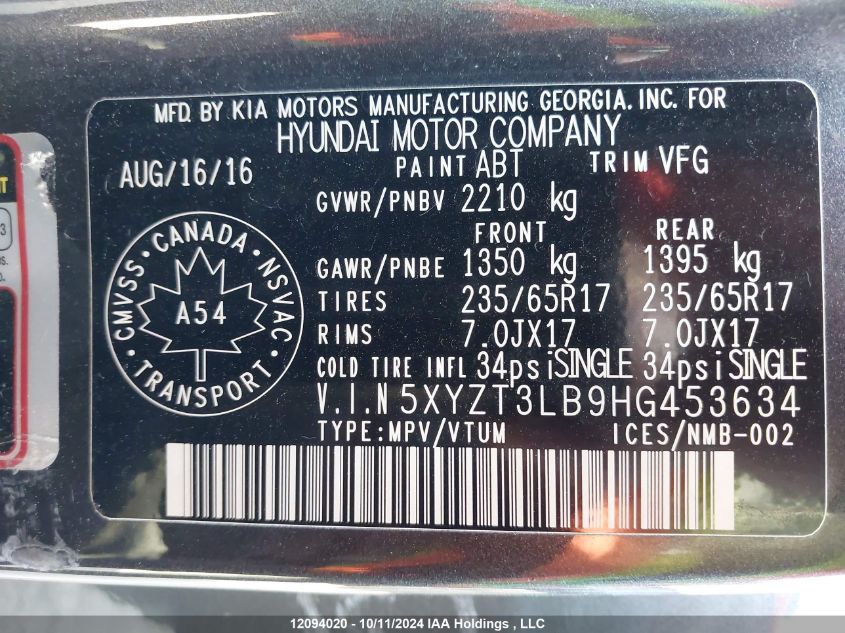 MFD. BY KIA MOTORS MANUFACTURING GEORGIA. INC. FOR
HYUNDAI MOTOR COMPANY
AUG/16/16 PAINT ABT TRIM VFG
GVWR/PNBV 2210 kg
FRONT REAR
GAWR/PNBE 1350 kg 1395 kg
TIRES 235/65R17 235/65R17
RIMS 7.0JX17 7.0JX17
COLD TIRE INFL 34psi SINGLE 34psi SINGLE
V.I.N 5XYZT3LB9HG453634
TYPE:MPV/VTUM ICES/NMB-002
CANADA
CMVSS NSVAC
A54
TRANSPORT
3
12094020 - 10/11/2024 IAA Holdings , LLC